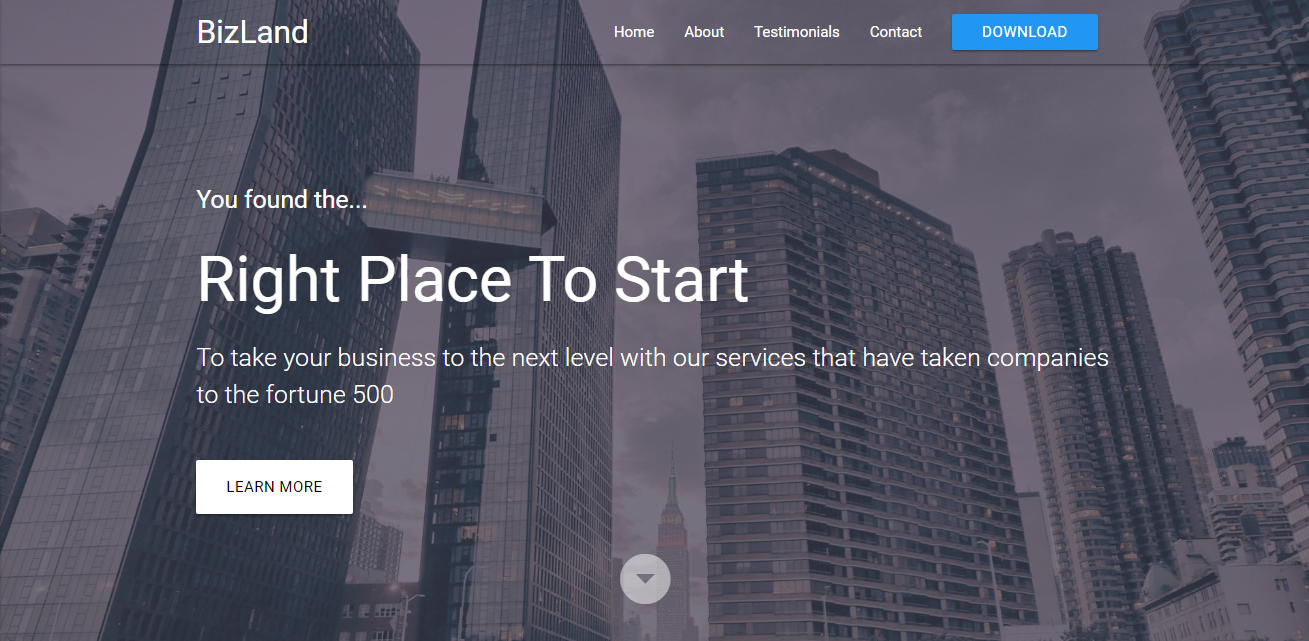 BizLand
Home
About
Testimonials
Contact
DOWNLOAD
You found the...
Right Place To Start
To take your business to the next level with our services that have taken companies
to the fortune 500
LEARN MORE